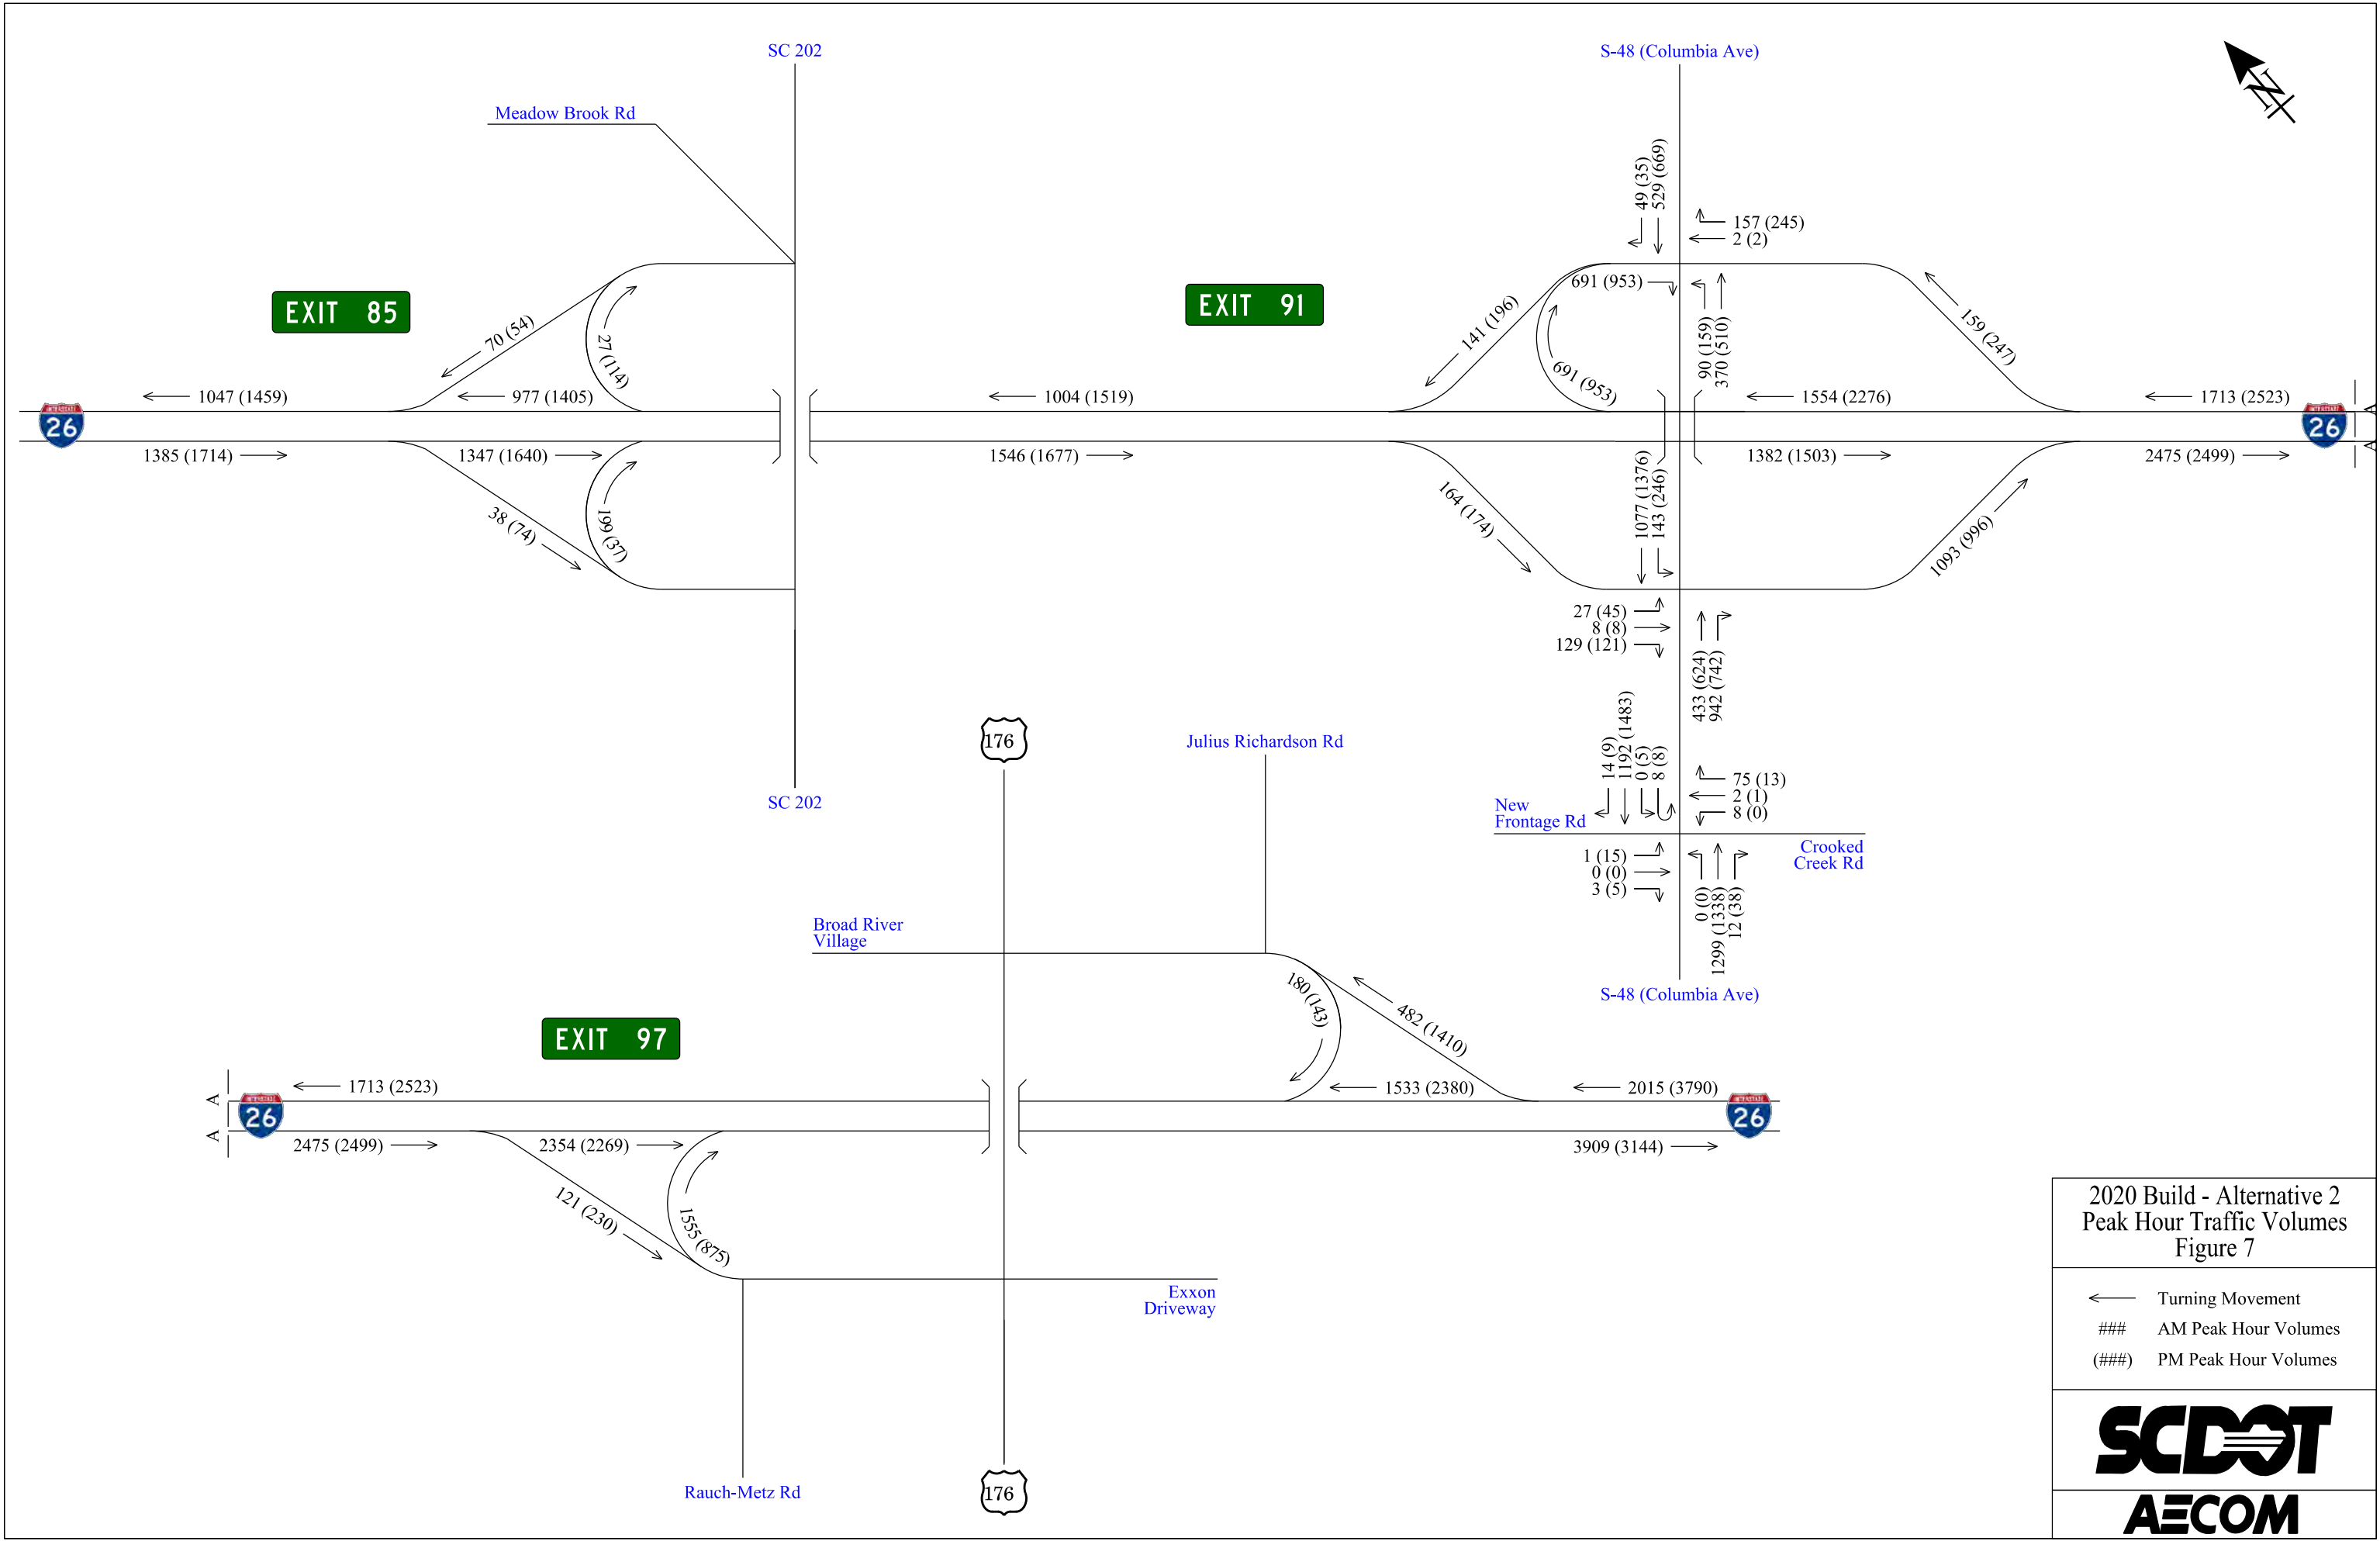 SC 202
S-48 (Columbia Ave)
N
Meadow Brook Rd
49 (35)
529 (669)
157 (245)
2 (2)
EXIT 85
EXIT 91
691 (953)
70 (54)
27 (114)
141 (196)
691 (953)
90 (159)
370 (510)
159 (247)
1047 (1459)
977 (1405)
1004 (1519)
1554 (2276)
1713 (2523)
A
INTERSTATE
26
INTERSTATE
26
A
1385 (1714)
1347 (1640)
1546 (1677)
1382 (1503)
2475 (2499)
38 (74)
199 (37)
164 (174)
1077 (1376)
143 (246)
1093 (996)
27 (45)
8 (8)
129 (121)
433 (624)
942 (742)
176
Julius Richardson Rd
14 (9)
1192 (1483)
0 (5)
8 (8)
75 (13)
2 (1)
8 (0)
SC 202
New
Frontage Rd
Crooked
Creek Rd
1 (15)
0 (0)
3 (5)
0 (0)
1299 (1338)
12 (38)
Broad River
Village
S-48 (Columbia Ave)
EXIT 97
180 (143)
482 (1410)
1713 (2523)
1533 (2380)
2015 (3790)
A
INTERSTATE
26
INTERSTATE
26
A
2475 (2499)
2354 (2269)
3909 (3144)
121 (230)
1555 (875)
Exxon
Driveway
Rauch-Metz Rd
176
2020 Build - Alternative 2
Peak Hour Traffic Volumes
Figure 7
Turning Movement
### AM Peak Hour Volumes
(###) PM Peak Hour Volumes
SCDOT
AECOM